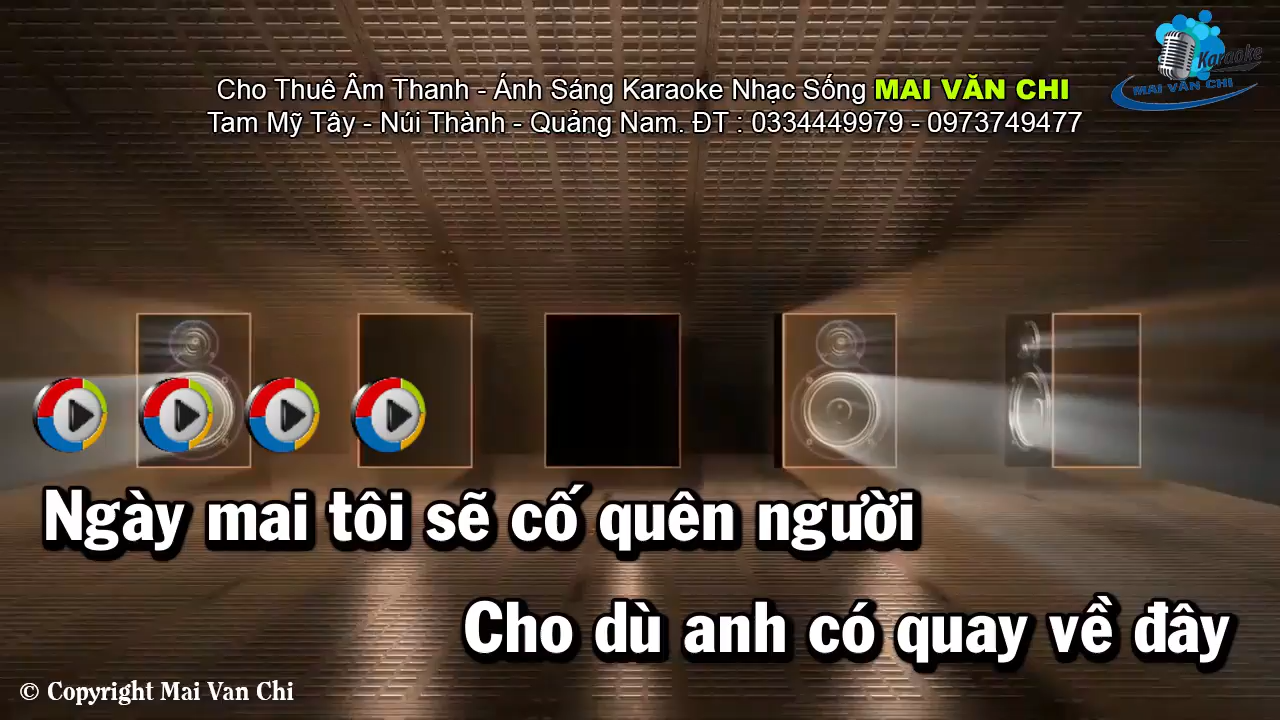 Cho Thuê Âm Thanh - Ánh Sáng Karaoke Nhạc Sống MAI VĂN CHI
Tam Mỹ Tây - Núi Thành - Quảng Nam. ĐT : 0334449979 - 0973749477
Karaoke
MAI VĂN CHI
Ngày mai tôi sẽ cố quên người
Cho dù anh có quay về đây
© Copyright Mai Van Chi